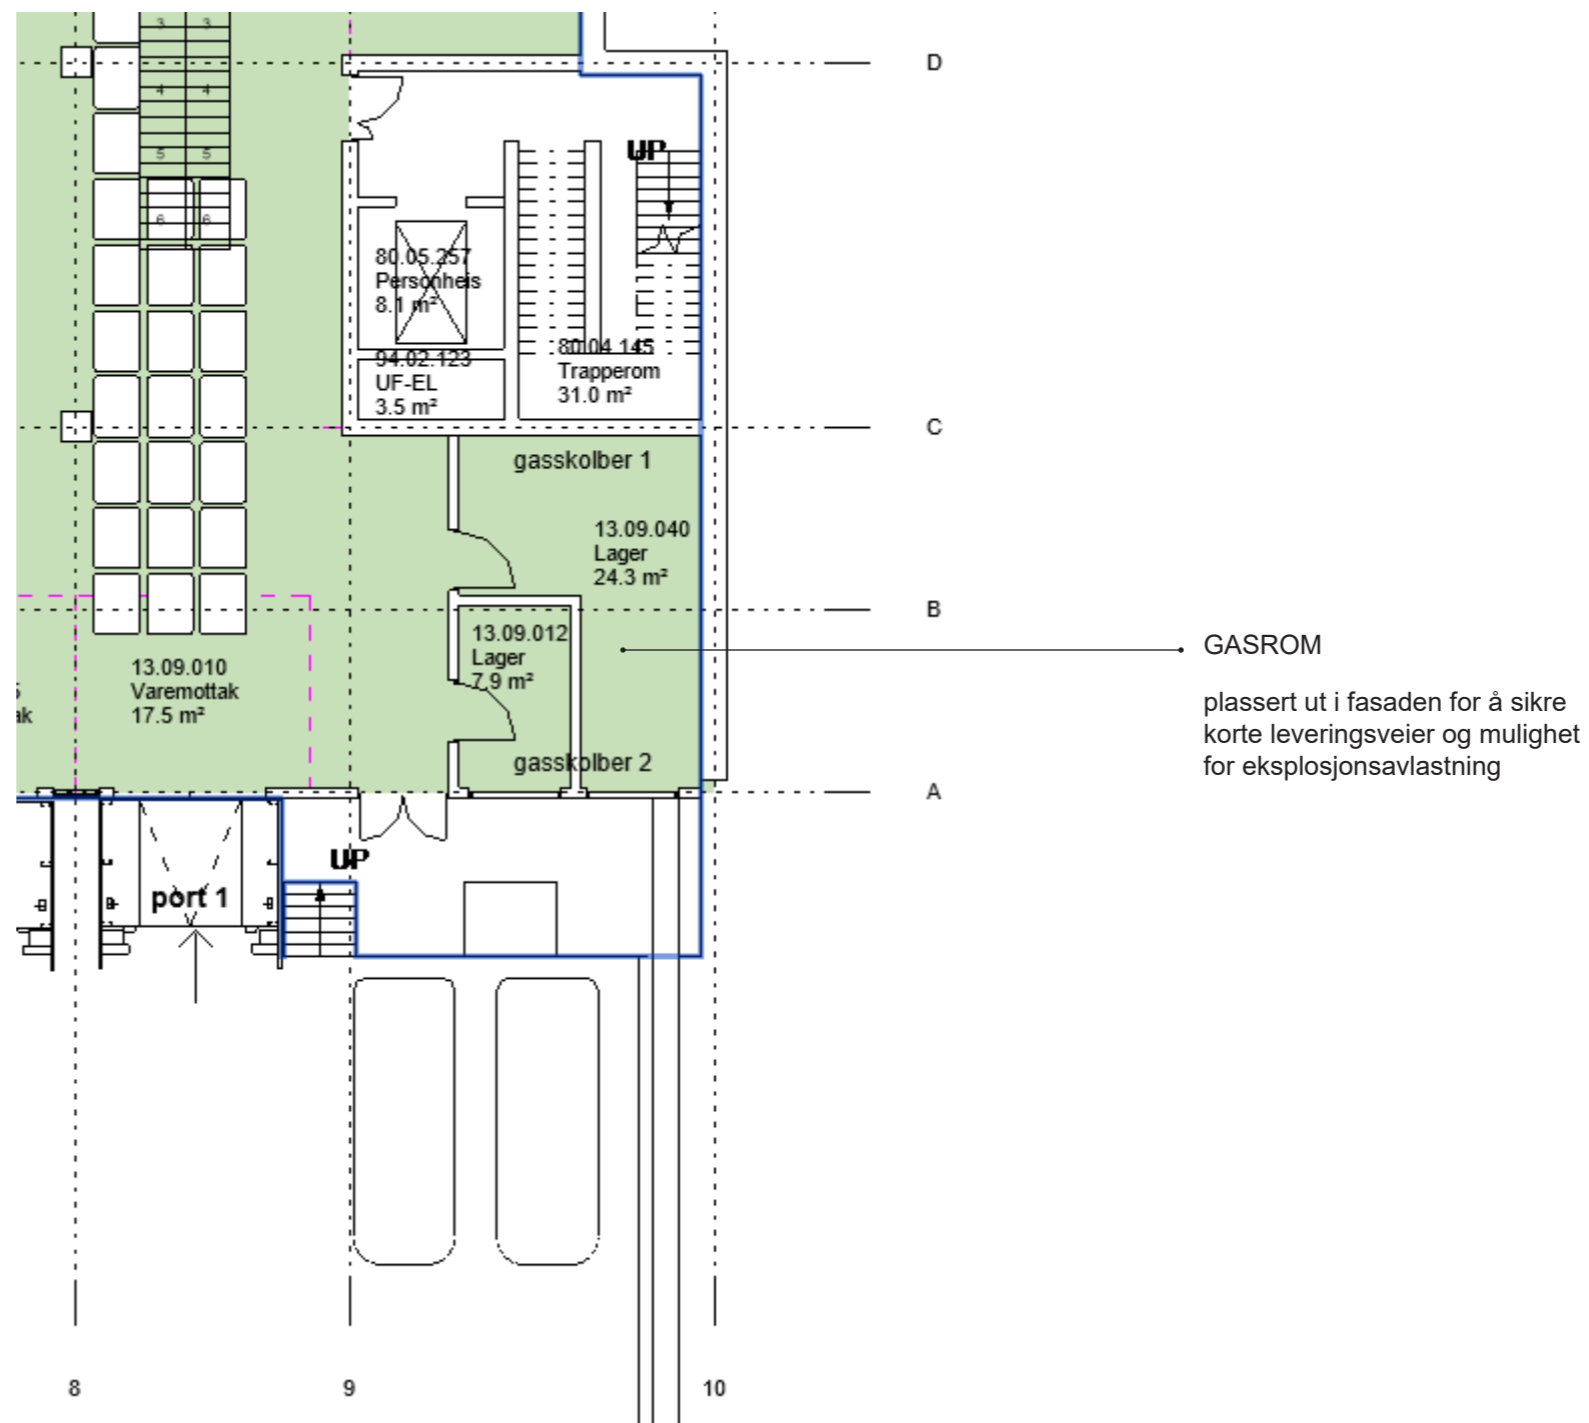 3 3
4 4
5 5
6 6
D
UP
80.05.257
Personheis
8.1 m²
94.02.123
UF-EL
3.5 m²
80.04.145
Trapperom
31.0 m²
C
gasskolber 1
13.09.040
Lager
24.3 m²
B
13.09.012
Lager
7.9 m²
GASROM
plassert ut i fasaden for å sikre
korte leveringsveier og mulighet
for eksplosjonsavlastning
13.09.010
Varemottak
17.5 m²
gasskolber 2
A
UP
port 1
8 9 10